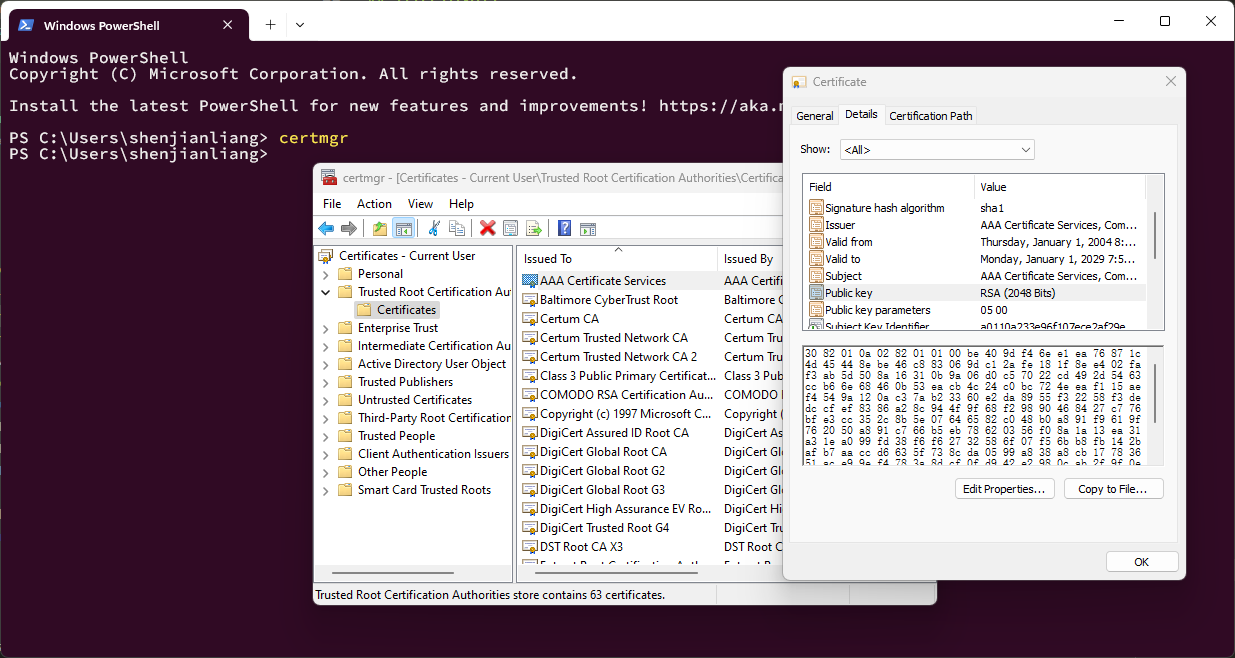 Windows PowerShell
Windows PowerShell
Copyright (C) Microsoft Corporation. All rights reserved.
Install the latest PowerShell for new features and improvements! https://aka.
PS C:\Users\shenjianliang> certmgr
PS C:\Users\shenjianliang>
certmgr - [Certificates - Current User\Trusted Root Certification Authorities\Certificates
File Action View Help
Certificates - Current User
Personal
Trusted Root Certification Au
Certificates
Enterprise Trust
Intermediate Certification Au
Active Directory User Object
Trusted Publishers
Untrusted Certificates
Third-Party Root Certification
Trusted People
Client Authentication Issuers
Other People
Smart Card Trusted Roots
Issued To Issued By
AAA Certificate Services AAA Certifi
Baltimore CyberTrust Root Baltimore C
Certum CA Certum CA
Certum Trusted Network CA Certum Tru
Certum Trusted Network CA 2 Certum Tru
Class 3 Public Primary Certificat... Class 3 Pub
COMODO RSA Certification Au... COMODO
Copyright (c) 1997 Microsoft C... Copyright (
DigiCert Assured ID Root CA DigiCert As
DigiCert Global Root CA DigiCert Gl
DigiCert Global Root G2 DigiCert Gl
DigiCert Global Root G3 DigiCert Gl
DigiCert High Assurance EV Ro... DigiCert Hi
DigiCert Trusted Root G4 DigiCert Tru
DST Root CA X3 DST Root C
Trusted Root Certification Authorities store contains 63 certificates.
Certificate
General Details Certification Path
Show: <All>
Field Value
Signature hash algorithm sha1
Issuer AAA Certificate Services, Com...
Valid from Thursday, January 1, 2004 8:...
Valid to Monday, January 1, 2029 7:5...
Subject AAA Certificate Services, Com...
Public key RSA (2048 Bits)
Public key parameters 05 00
Subject Key Identifier a0110a233e96f107ece2af29e
30 82 01 0a 02 82 01 01 00 be 40 9d f4 6e e1 ea 76 87 1c
4d 45 44 8e be 46 c8 83 06 9d c1 2a fe 18 1f 8e e4 02 fa
f3 ab 5d 50 8a 16 31 0b 9a 06 d0 c5 70 22 cd 49 2d 54 63
cc b6 6e 68 46 0b 53 ea cb 4c 24 c0 bc 72 4e ea f1 15 ae
f4 54 9a 12 0a c3 7a b2 33 60 e2 da 89 55 f3 22 58 f3 de
dc cf ef 83 86 a2 8c 94 4f 9f 68 f2 98 90 46 84 27 c7 76
bf e3 cc 35 2c 8b 5e 07 64 65 82 c0 48 b0 a8 91 f9 61 9f
76 20 50 a8 91 c7 66 b5 eb 78 62 03 56 f0 8a 1a 13 ea 31
a3 1e a0 99 fd 38 f6 f6 27 32 58 6f 07 f5 6b b8 fb 14 2b
af b7 aa cc d6 63 5f 73 8c da 05 99 a8 38 a8 cb 17 78 36
51 ac e9 9e f4 78 3a 8d cf 0f d9 42 e2 98 0c ab 2f 9f 0e
Edit Properties... Copy to File...
OK